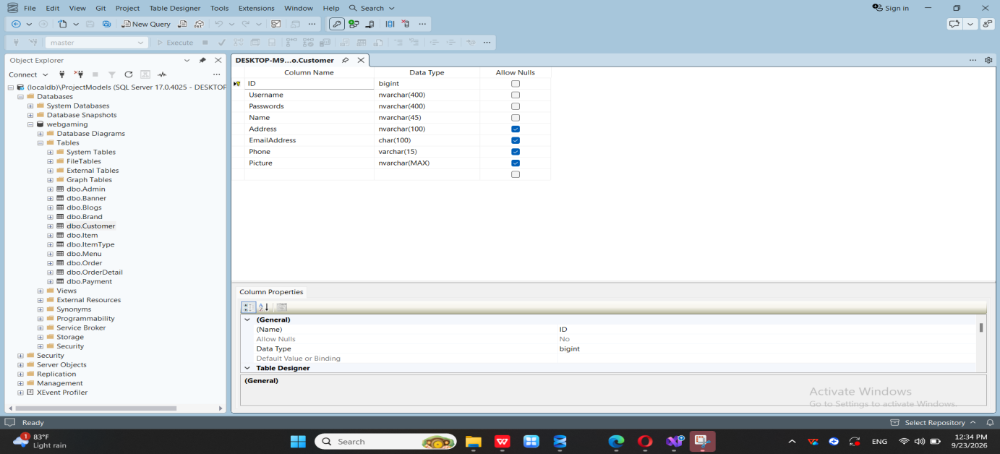 File Edit View Git Project Table Designer Tools Extensions Window Help Search Sign in
New Query
master Execute
Object Explorer
Connect
(localdb)\ProjectModels (SQL Server 17.0.4025 - DESKTOP
Databases
System Databases
Database Snapshots
webgaming
Database Diagrams
Tables
System Tables
FileTables
External Tables
Graph Tables
dbo.Admin
dbo.Banner
dbo.Blogs
dbo.Brand
dbo.Customer
dbo.Item
dbo.ItemType
dbo.Menu
dbo.Order
dbo.OrderDetail
dbo.Payment
Views
External Resources
Synonyms
Programmability
Service Broker
Storage
Security
Security
Server Objects
Replication
Management
XEvent Profiler
DESKTOP-M9...o.Customer
Column Name Data Type Allow Nulls
ID bigint
Username nvarchar(400)
Passwords nvarchar(400)
Name nvarchar(45)
Address nvarchar(100)
EmailAddress char(100)
Phone varchar(15)
Picture nvarchar(MAX)
Column Properties
(General)
(Name) ID
Allow Nulls No
Data Type bigint
Default Value or Binding
Table Designer
(General)
Activate Windows
Go to Settings to activate Windows.
Ready Select Repository
1 83°F
Light rain
Search
ENG
12:34 PM
9/23/2026